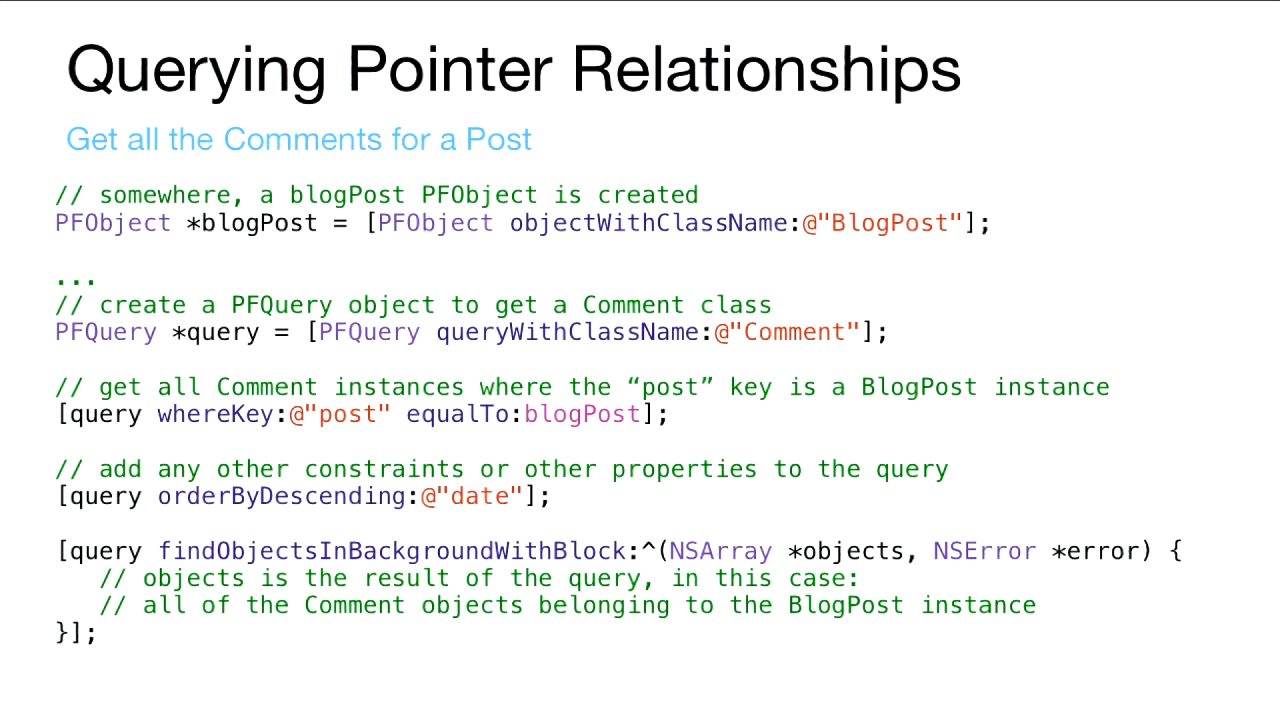 Querying Pointer Relationships
Get all the Comments for a Post
// somewhere, a blogPost PFObject is created
PFObject *blogPost = [PFObject objectWithClassName:@"BlogPost"];
...
// create a PFQuery object to get a Comment class
PFQuery *query = [PFQuery queryWithClassName:@"Comment"];
// get all Comment instances where the “post” key is a BlogPost instance
[query whereKey:@"post" equalTo:blogPost];
// add any other constraints or other properties to the query
[query orderByDescending:@"date"];
[query findObjectsInBackgroundWithBlock:^(NSArray *objects, NSError *error) {
// objects is the result of the query, in this case:
// all of the Comment objects belonging to the BlogPost instance
}];